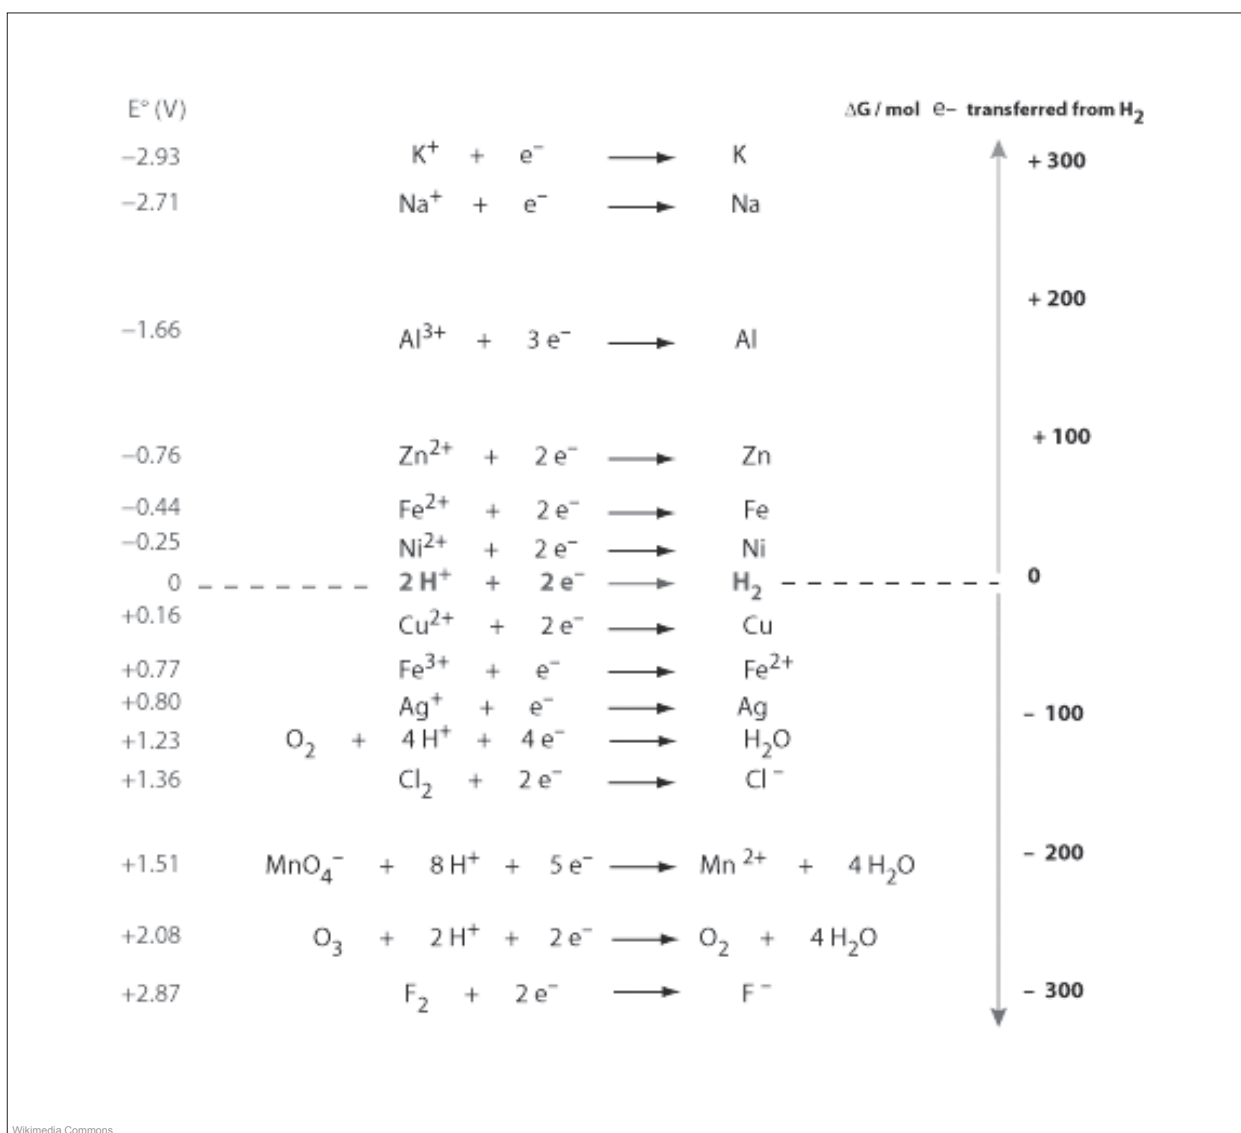 E° (V) ΔG / mol e– transferred from H₂
−2.93 K⁺ + e⁻ → K + 300
−2.71 Na⁺ + e⁻ → Na
+ 200
−1.66 Al³⁺ + 3 e⁻ → Al
+ 100
−0.76 Zn²⁺ + 2 e⁻ → Zn
−0.44 Fe²⁺ + 2 e⁻ → Fe
−0.25 Ni²⁺ + 2 e⁻ → Ni
0 2 H⁺ + 2 e⁻ → H₂ 0
+0.16 Cu²⁺ + 2 e⁻ → Cu
+0.77 Fe³⁺ + e⁻ → Fe²⁺
+0.80 Ag⁺ + e⁻ → Ag – 100
+1.23 O₂ + 4 H⁺ + 4 e⁻ → H₂O
+1.36 Cl₂ + 2 e⁻ → Cl⁻
+1.51 MnO₄⁻ + 8 H⁺ + 5 e⁻ → Mn²⁺ + 4 H₂O – 200
+2.08 O₃ + 2 H⁺ + 2 e⁻ → O₂ + 4 H₂O
+2.87 F₂ + 2 e⁻ → F⁻ – 300
Wikimedia Commons